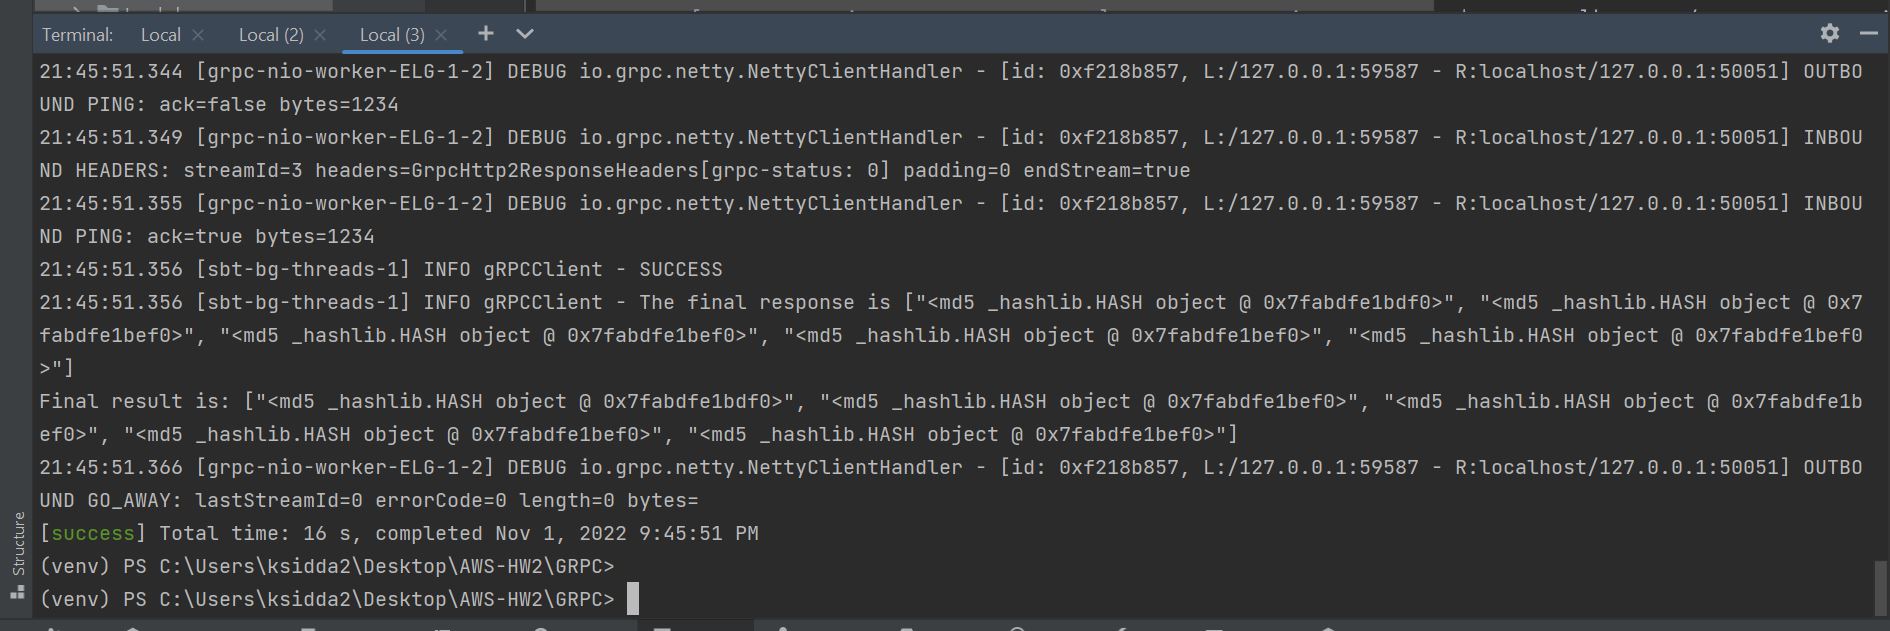 Terminal: Local Local (2) Local (3)
21:45:51.344 [grpc-nio-worker-ELG-1-2] DEBUG io.grpc.netty.NettyClientHandler - [id: 0xf218b857, L:/127.0.0.1:59587 - R:localhost/127.0.0.1:50051] OUTBO
UND PING: ack=false bytes=1234
21:45:51.349 [grpc-nio-worker-ELG-1-2] DEBUG io.grpc.netty.NettyClientHandler - [id: 0xf218b857, L:/127.0.0.1:59587 - R:localhost/127.0.0.1:50051] INBOU
ND HEADERS: streamId=3 headers=GrpcHttp2ResponseHeaders[grpc-status: 0] padding=0 endStream=true
21:45:51.355 [grpc-nio-worker-ELG-1-2] DEBUG io.grpc.netty.NettyClientHandler - [id: 0xf218b857, L:/127.0.0.1:59587 - R:localhost/127.0.0.1:50051] INBOU
ND PING: ack=true bytes=1234
21:45:51.356 [sbt-bg-threads-1] INFO gRPCClient - SUCCESS
21:45:51.356 [sbt-bg-threads-1] INFO gRPCClient - The final response is ["<md5 _hashlib.HASH object @ 0x7fabdfe1bdf0>", "<md5 _hashlib.HASH object @ 0x7
fabdfe1bef0>", "<md5 _hashlib.HASH object @ 0x7fabdfe1bef0>", "<md5 _hashlib.HASH object @ 0x7fabdfe1bef0>", "<md5 _hashlib.HASH object @ 0x7fabdfe1bef0
>"]
Final result is: ["<md5 _hashlib.HASH object @ 0x7fabdfe1bdf0>", "<md5 _hashlib.HASH object @ 0x7fabdfe1bef0>", "<md5 _hashlib.HASH object @ 0x7fabdfe1b
ef0>", "<md5 _hashlib.HASH object @ 0x7fabdfe1bef0>", "<md5 _hashlib.HASH object @ 0x7fabdfe1bef0>"]
21:45:51.366 [grpc-nio-worker-ELG-1-2] DEBUG io.grpc.netty.NettyClientHandler - [id: 0xf218b857, L:/127.0.0.1:59587 - R:localhost/127.0.0.1:50051] OUTBO
UND GO_AWAY: lastStreamId=0 errorCode=0 length=0 bytes=
[success] Total time: 16 s, completed Nov 1, 2022 9:45:51 PM
(venv) PS C:\Users\ksidda2\Desktop\AWS-HW2\GRPC>
(venv) PS C:\Users\ksidda2\Desktop\AWS-HW2\GRPC>
Structure